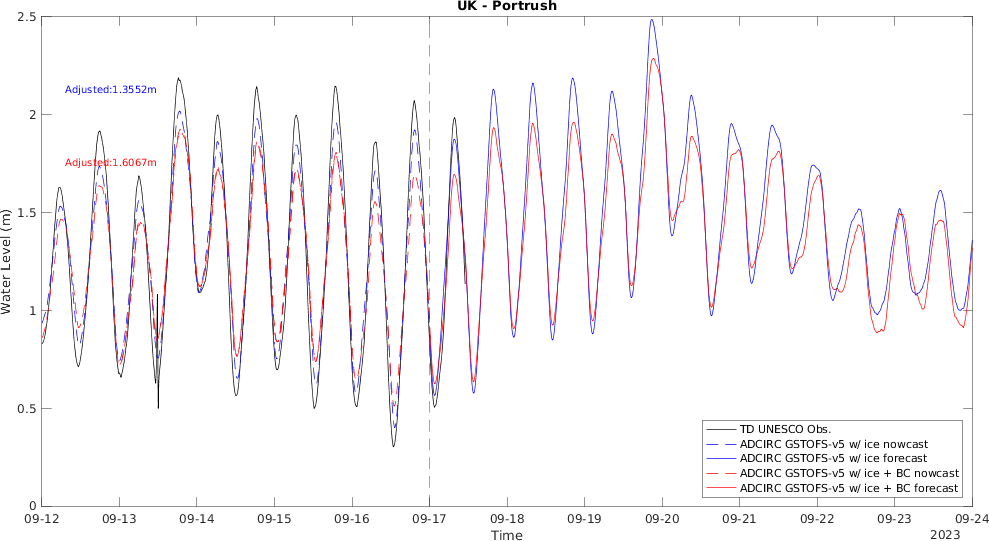 UK - Portrush
2.5
2
1.5
1
0.5
0
Water Level (m)
Adjusted:1.3552m
Adjusted:1.6067m
TD UNESCO Obs.
ADCIRC GSTOFS-v5 w/ ice nowcast
ADCIRC GSTOFS-v5 w/ ice forecast
ADCIRC GSTOFS-v5 w/ ice + BC nowcast
ADCIRC GSTOFS-v5 w/ ice + BC forecast
09-12 09-13 09-14 09-15 09-16 09-17 09-18 09-19 09-20 09-21 09-22 09-23 09-24
Time
2023